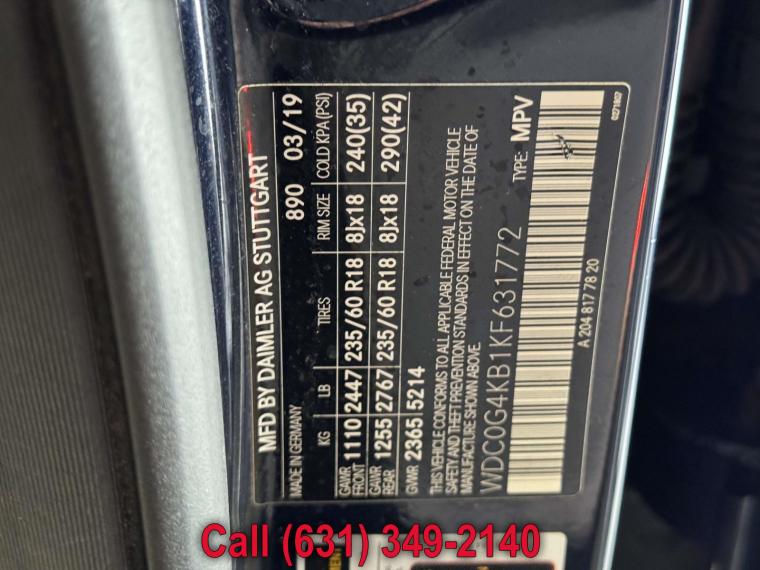 MFD BY DAIMLER AG STUTTGART
MADE IN GERMANY 890 03/19
KG LB TIRES RIM SIZE COLD KPA (PSI)
GAWR FRONT 1110 2447 235/60 R18 8Jx18 240(35)
GAWR REAR 1255 2767 235/60 R18 8Jx18 290(42)
GVWR 2365 5214
THIS VEHICLE CONFORMS TO ALL APPLICABLE FEDERAL MOTOR VEHICLE
SAFETY AND THEFT PREVENTION STANDARDS IN EFFECT ON THE DATE OF
MANUFACTURE SHOWN ABOVE.
WDC0G4KB1KF631772 TYPE: MPV
A 204 817 78 20
Call (631) 349-2140